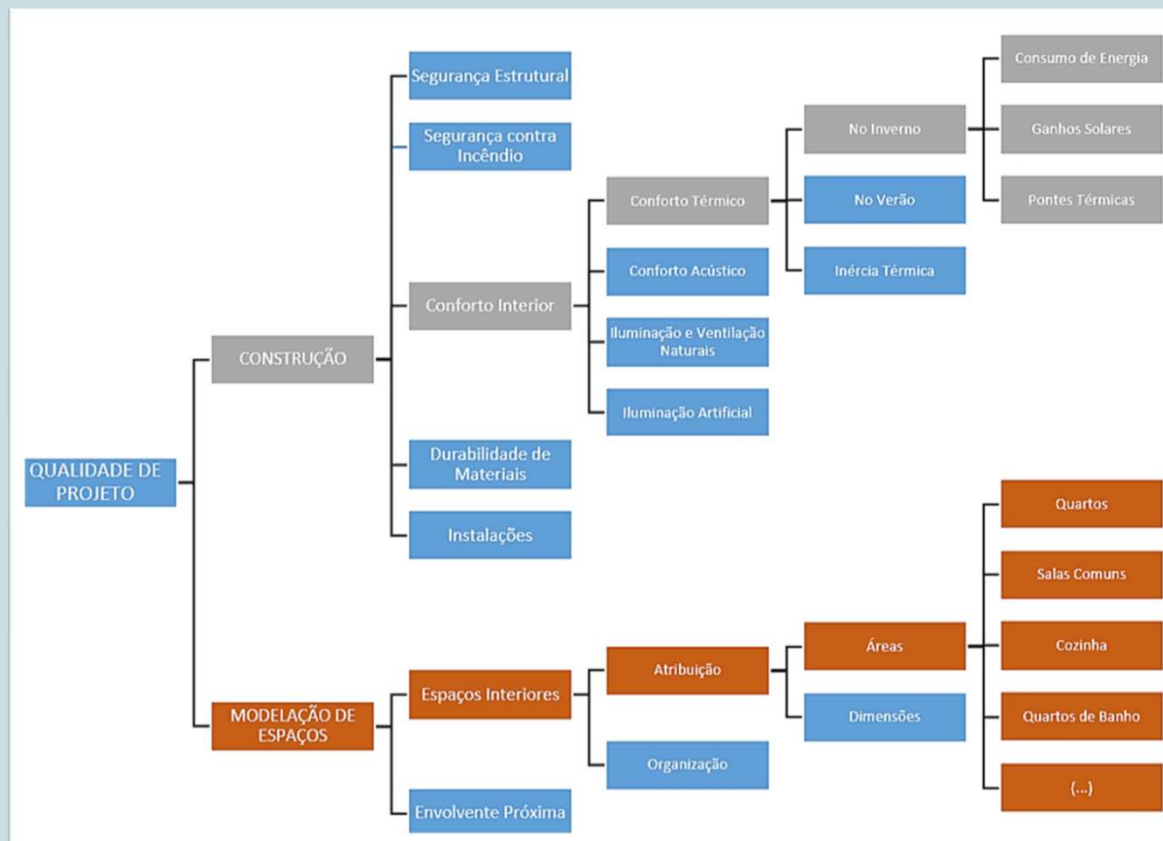 Segurança Estrutural
Segurança contra
Incêndio
Conforto Interior
CONSTRUÇÃO
Durabilidade de
Materiais
Instalações
QUALIDADE DE
PROJETO
MODELAÇÃO DE
ESPAÇOS
Espaços Interiores
Envolvente Próxima
Conforto Térmico
Conforto Acústico
Iluminação e Ventilação
Naturais
Iluminação Artificial
Atribuição
Organização
No Inverno
No Verão
Inércia Térmica
Áreas
Dimensões
Consumo de Energia
Ganhos Solares
Pontes Térmicas
Quartos
Salas Comuns
Cozinha
Quartos de Banho
(...)